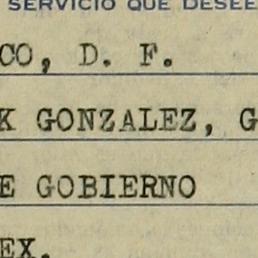 SERVICIO QUE DESEE
CO, D. F.
K GONZALEZ, G
E GOBIERNO
EX.